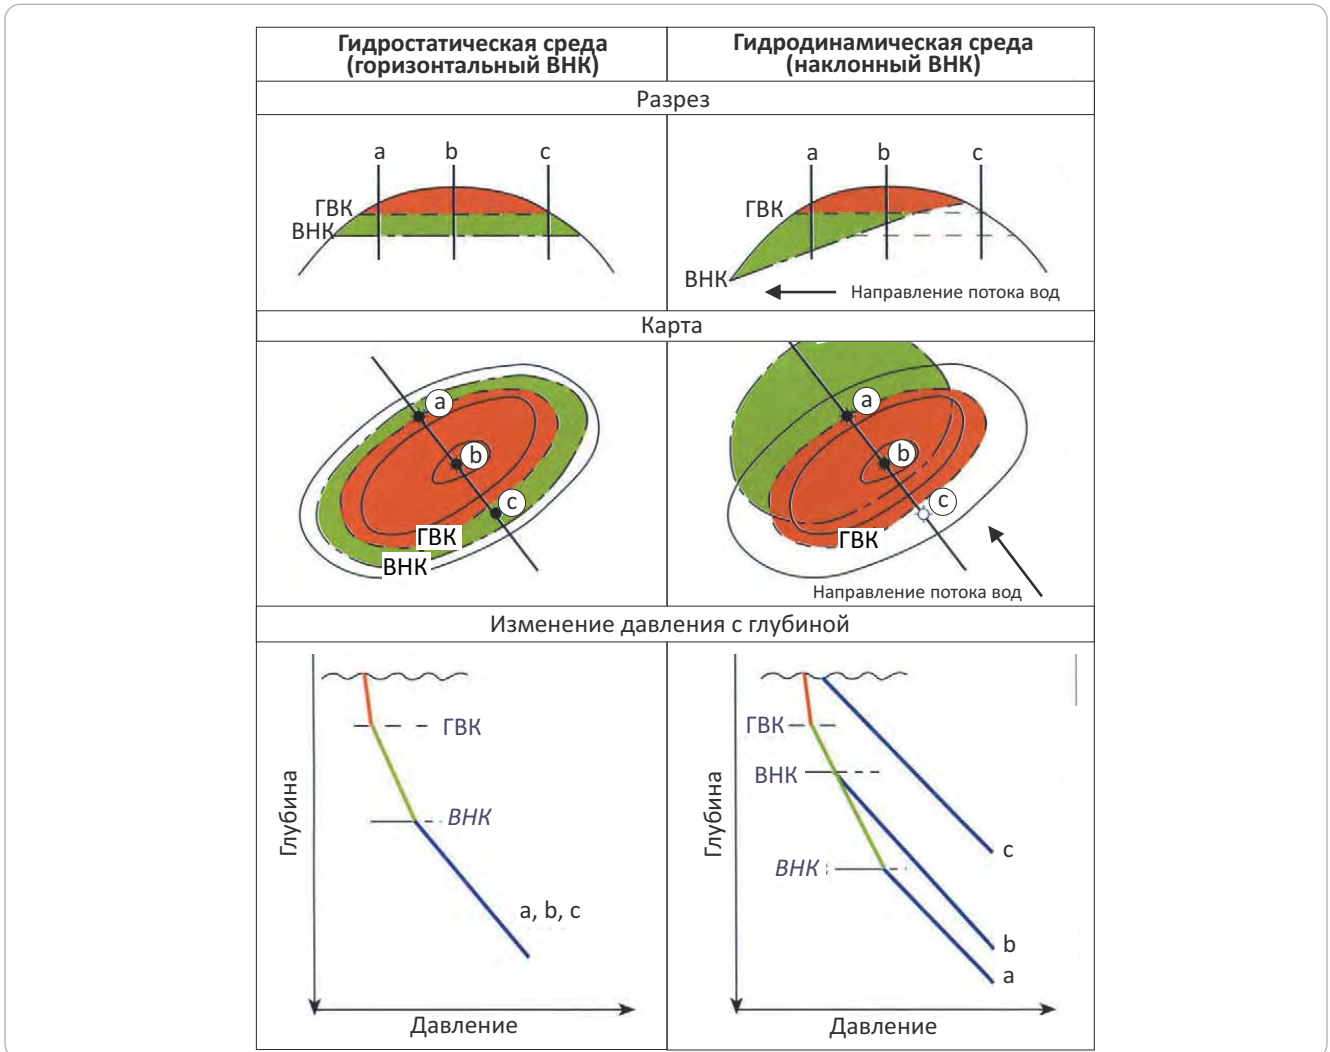 Гидростатическая среда
(горизонтальный ВНК)
Гидродинамическая среда
(наклонный ВНК)
Разрез
a
b
c
ГВК
ВНК
a
b
c
ГВК
ВНК
Направление потока вод
Карта
a
b
c
ГВК
ВНК
a
b
c
ГВК
Направление потока вод
Изменение давления с глубиной
Глубина
ГВК
ВНК
a, b, c
Давление
Глубина
ГВК
ВНК
ВНК
c
b
a
Давление